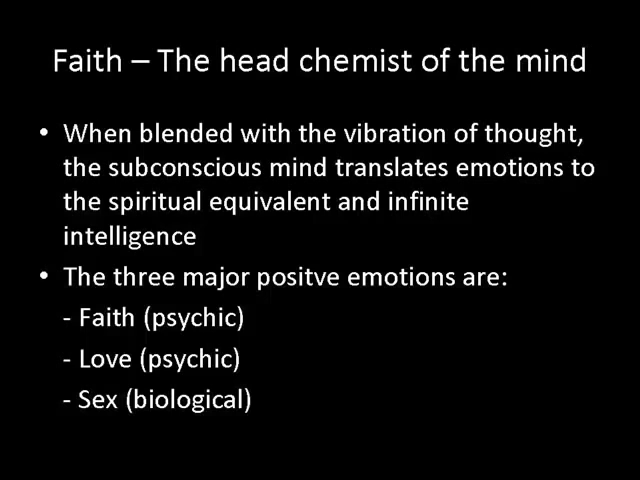 Faith – The head chemist of the mind
• When blended with the vibration of thought,
the subconscious mind translates emotions to
the spiritual equivalent and infinite
intelligence
• The three major positve emotions are:
- Faith (psychic)
- Love (psychic)
- Sex (biological)